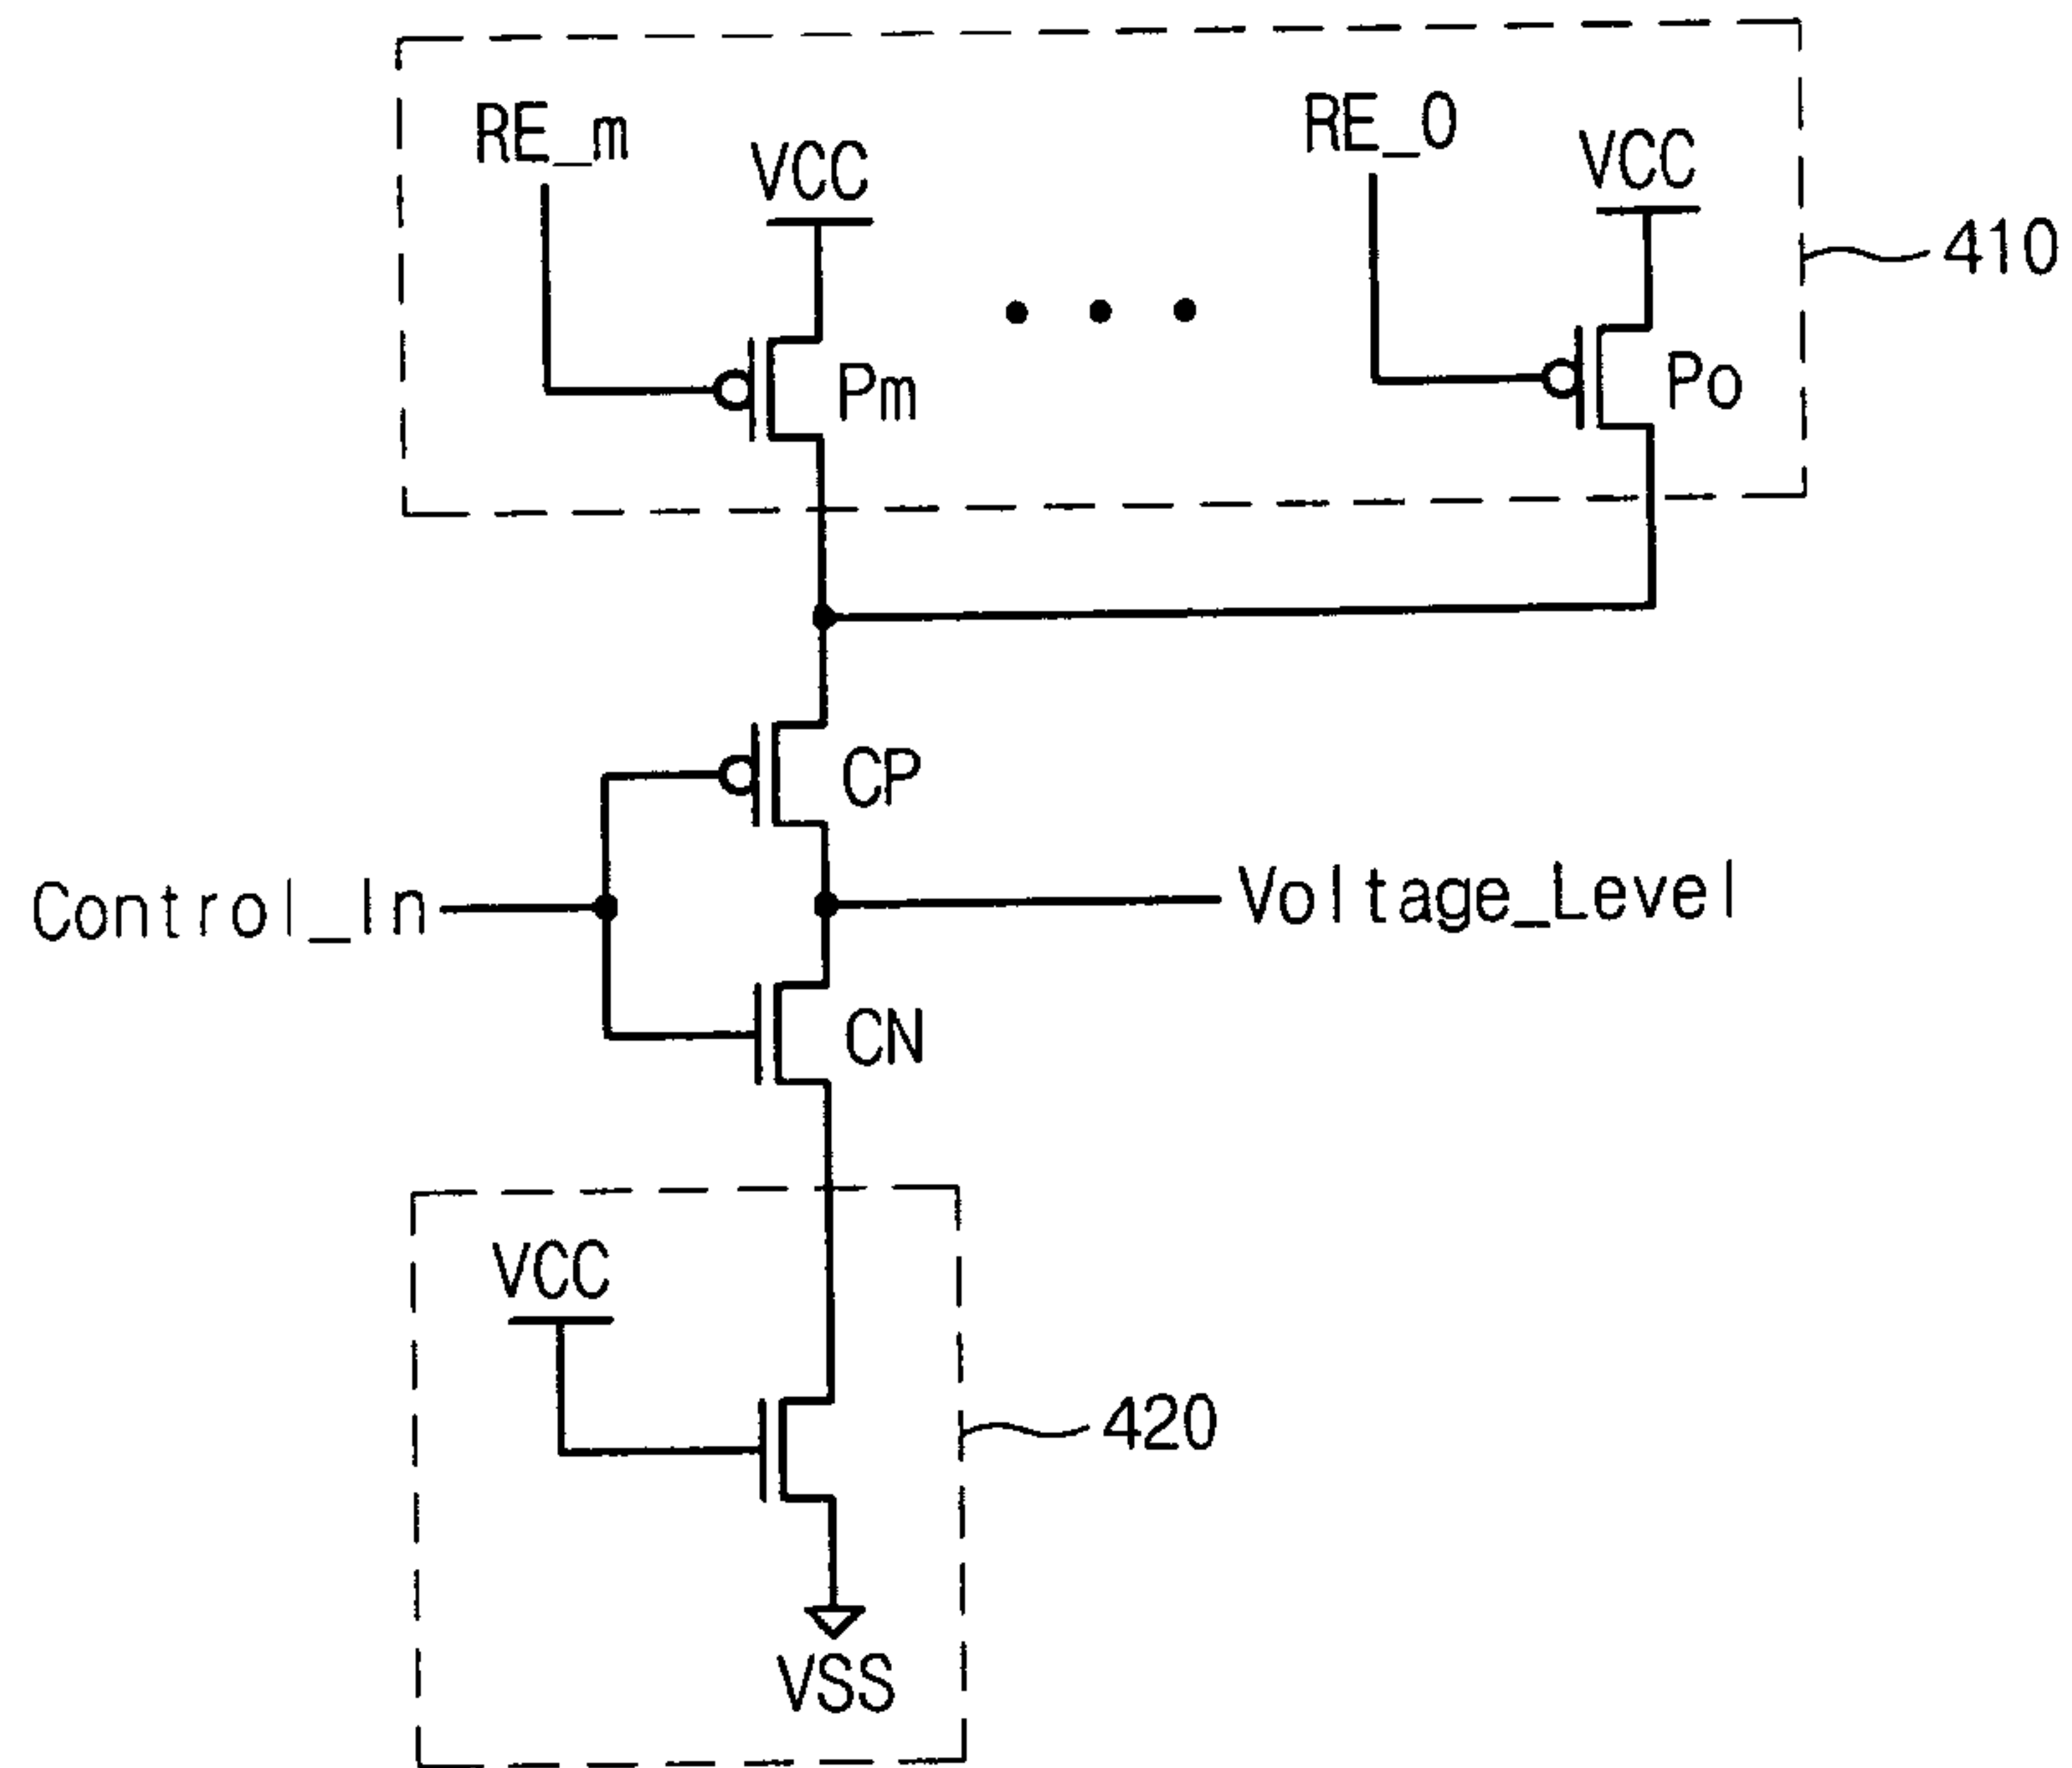 RE_m
VCC
RE_0
VCC
410
Pm
Po
CP
Control_In
Voltage_Level
CN
VCC
420
VSS